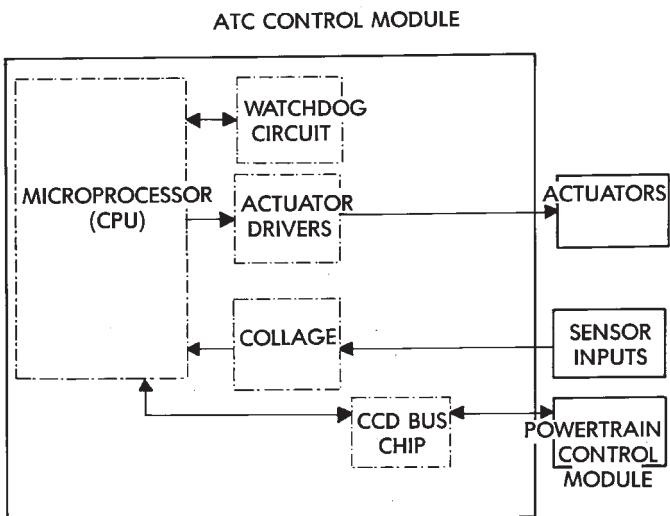 ATC CONTROL MODULE
WATCHDOG
CIRCUIT
MICROPROCESSOR
(CPU)
ACTUATOR
DRIVERS
ACTUATORS
COLLAGE
SENSOR
INPUTS
CCD BUS
CHIP
POWERTRAIN
CONTROL
MODULE